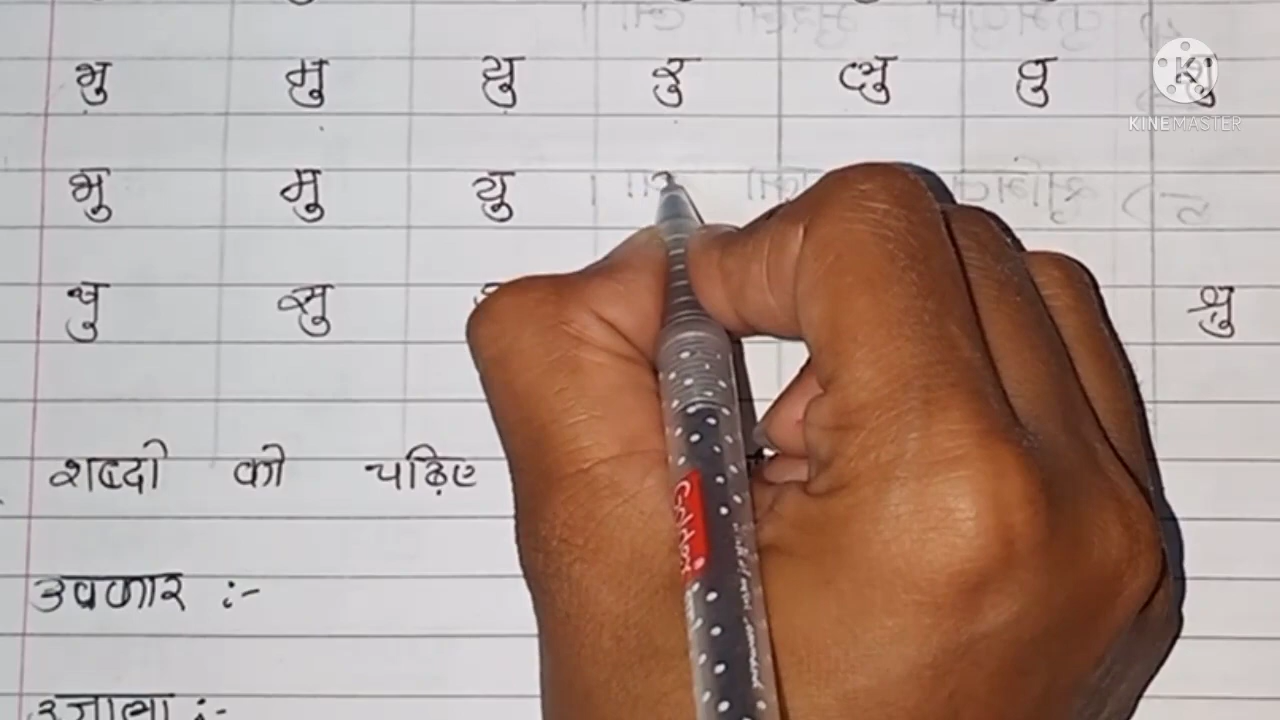 भु मु यु रु लु वु शु
KINEMASTER
भु मु यु
षु सु श्रु
शब्दो को पढ़िए
उपकार :-
उजाला :-